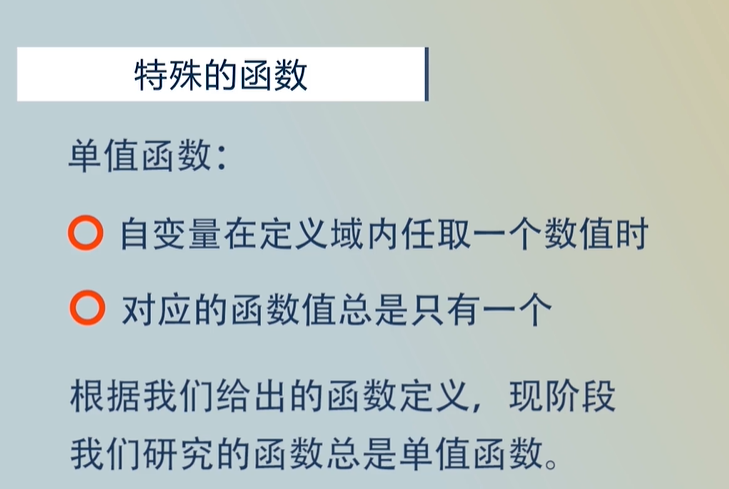 特殊的函数
单值函数：
自变量在定义域内任取一个数值时
对应的函数值总是只有一个
根据我们给出的函数定义，现阶段
我们研究的函数总是单值函数。